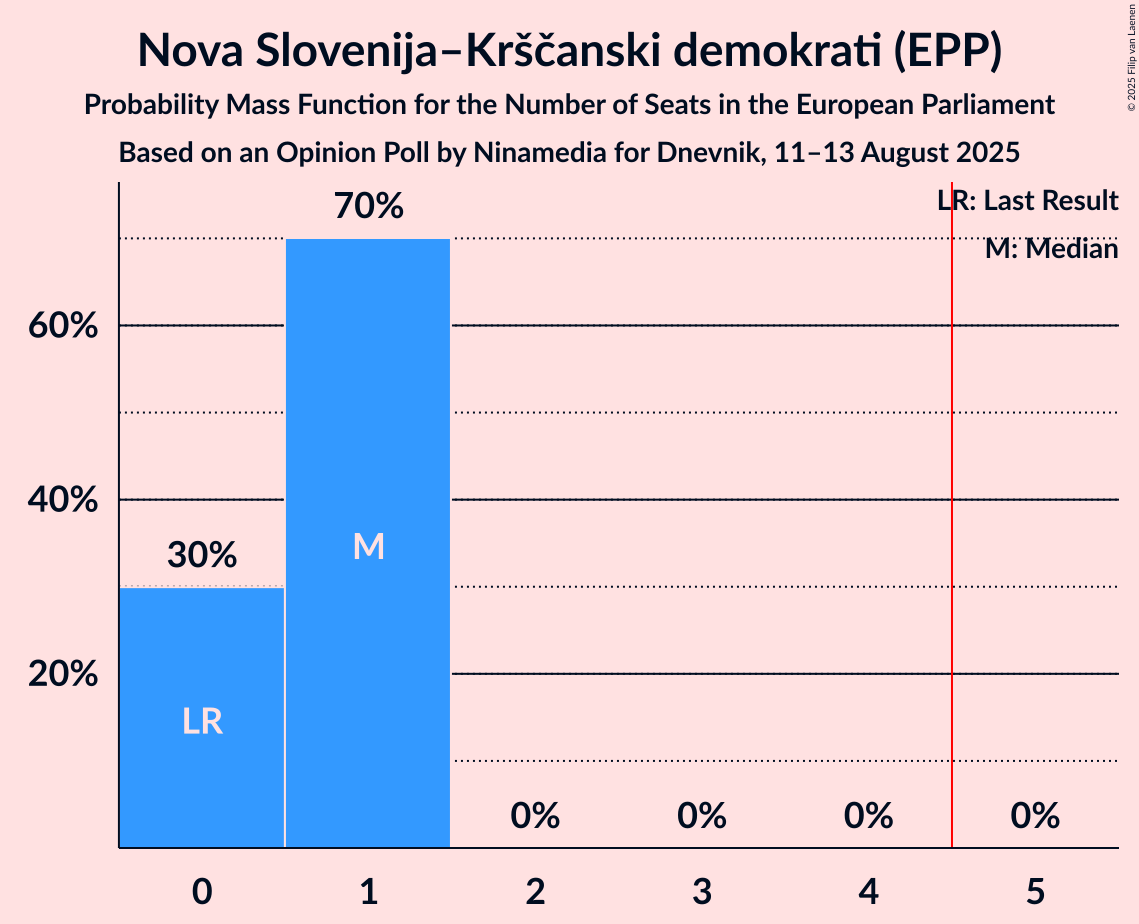 Nova Slovenija–Krščanski demokrati (EPP)
Probability Mass Function for the Number of Seats in the European Parliament
Based on an Opinion Poll by Ninamedia for Dnevnik, 11–13 August 2025
© 2025 Filip van Laenen
LR: Last Result
M: Median
70%
60%
40%
30%
M
20%
LR
0% 0% 0% 0%
0 1 2 3 4 5